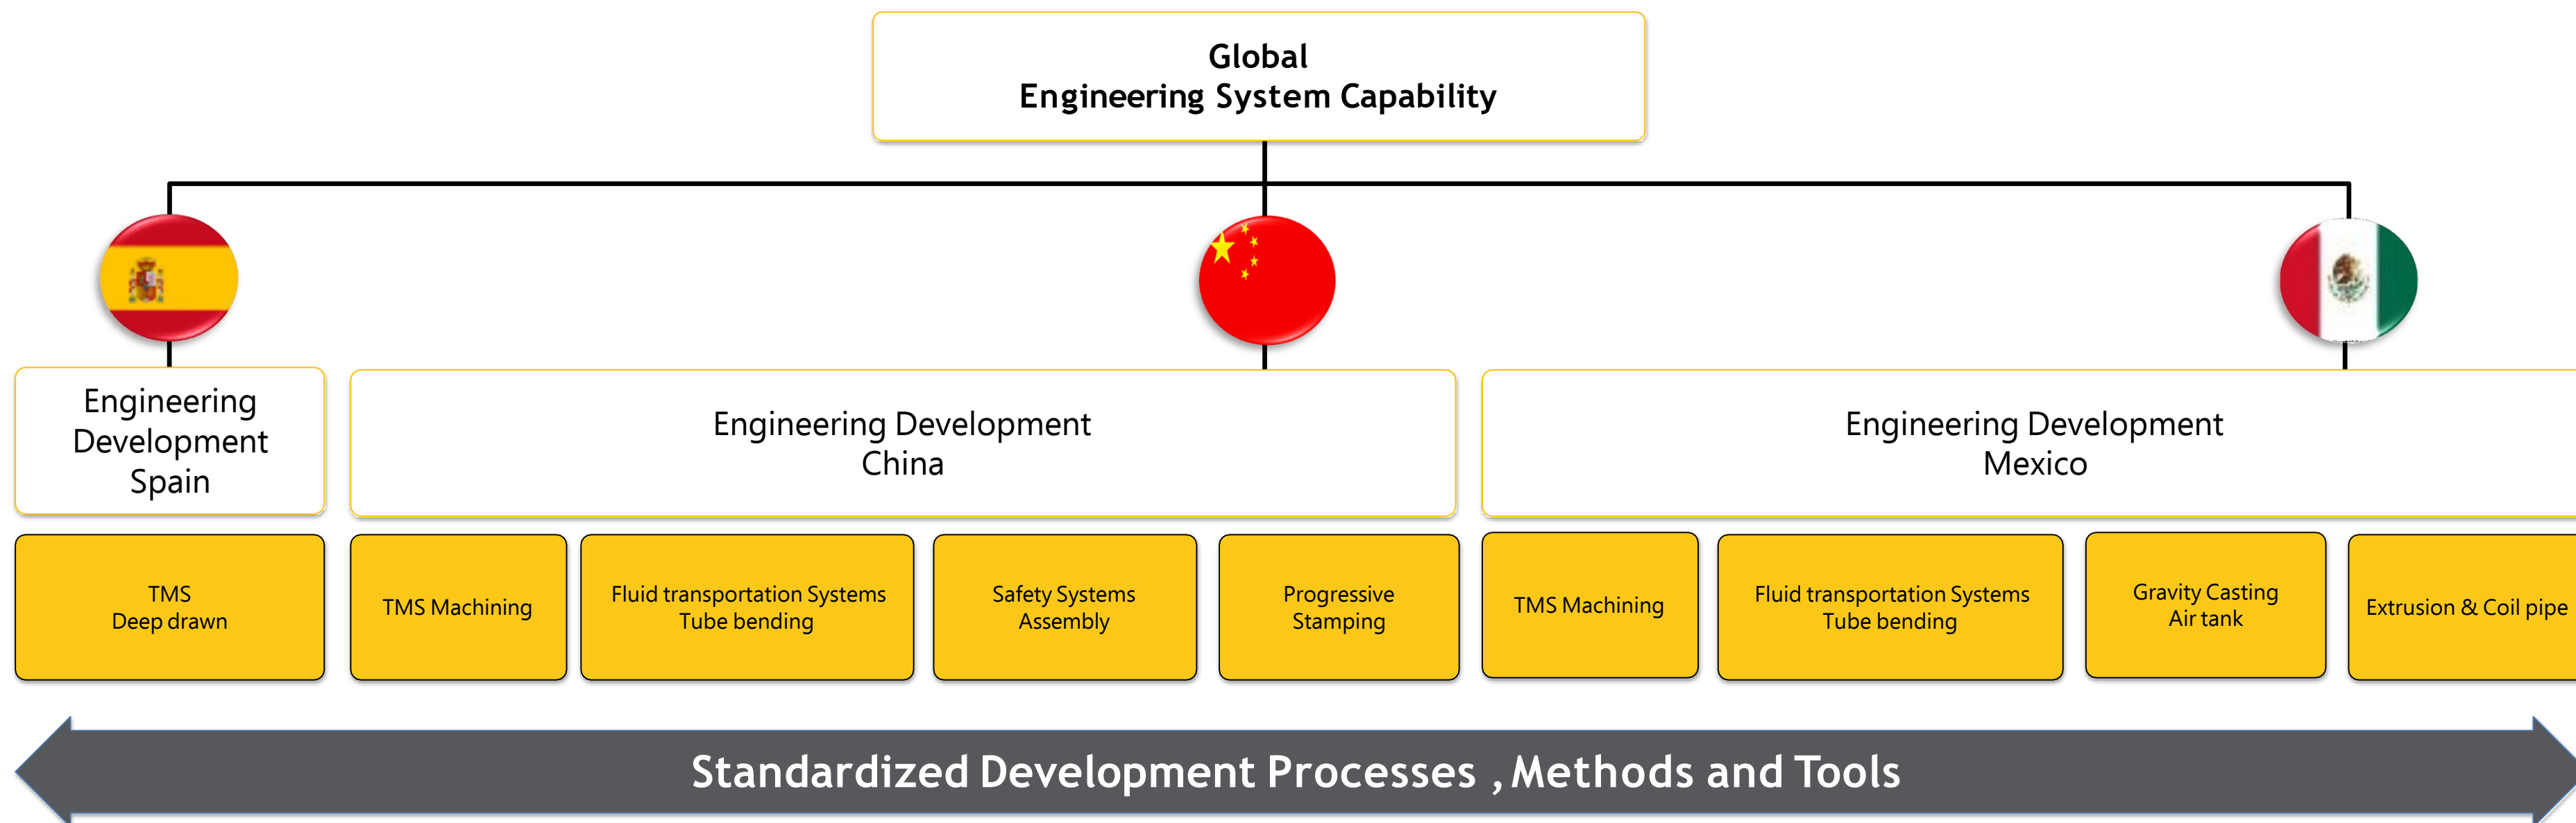 Global
Engineering System Capability
Engineering
Development
Spain
Engineering Development
China
Engineering Development
Mexico
TMS
Deep drawn
TMS Machining
Fluid transportation Systems
Tube bending
Safety Systems
Assembly
Progressive
Stamping
TMS Machining
Fluid transportation Systems
Tube bending
Gravity Casting
Air tank
Extrusion & Coil pipe
Standardized Development Processes , Methods and Tools